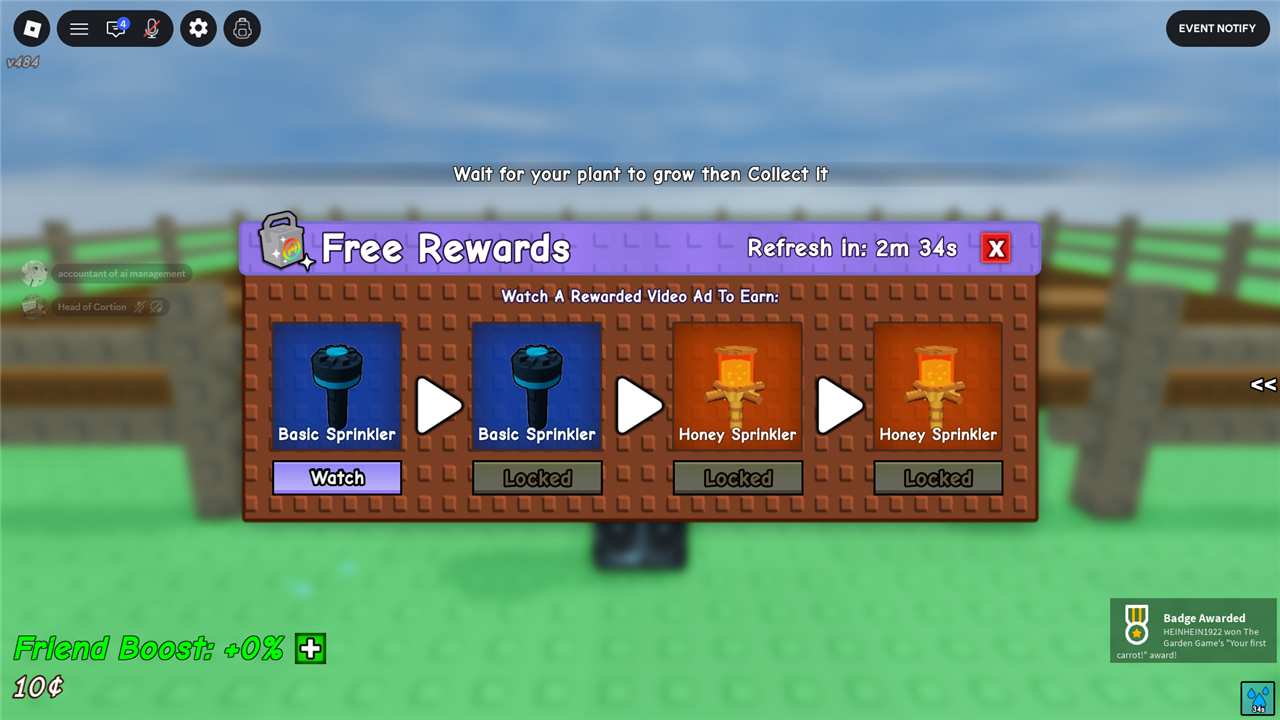 4
EVENT NOTIFY
v484
Wait for your plant to grow then Collect it
Free Rewards
Refresh In: 2m 34s
X
accountant of ai management
Watch A Rewarded Video Ad To Earn:
Head of Cortion
<<
Basic Sprinkler
Basic Sprinkler
Honey Sprinkler
Honey Sprinkler
Watch
Locked
Locked
Locked
Badge Awarded
HEINHEIN1922 won The
Garden Game's "Your first
carrot!" award!
Friend Boost: +0%
10¢
34s